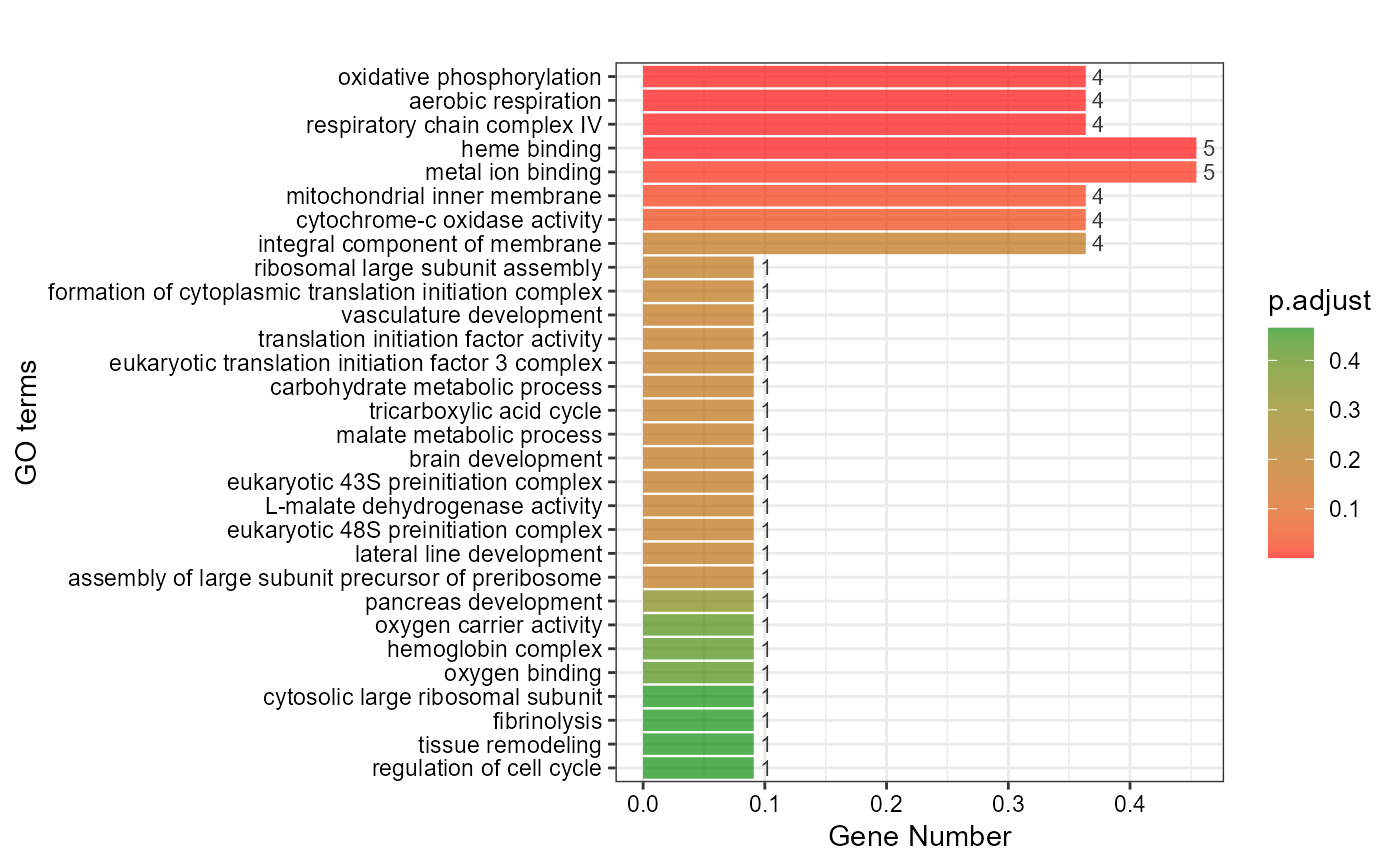 oxidative phosphorylation 4
aerobic respiration 4
respiratory chain complex IV 4
heme binding 5
metal ion binding 5
mitochondrial inner membrane 4
cytochrome-c oxidase activity 4
integral component of membrane 4
ribosomal large subunit assembly 1
formation of cytoplasmic translation initiation complex 1
vasculature development 1
translation initiation factor activity 1
eukaryotic translation initiation factor 3 complex 1
carbohydrate metabolic process 1
tricarboxylic acid cycle 1
malate metabolic process 1
brain development 1
eukaryotic 43S preinitiation complex 1
L-malate dehydrogenase activity 1
eukaryotic 48S preinitiation complex 1
lateral line development 1
assembly of large subunit precursor of preribosome 1
pancreas development 1
oxygen carrier activity 1
hemoglobin complex 1
oxygen binding 1
cytosolic large ribosomal subunit 1
fibrinolysis 1
tissue remodeling 1
regulation of cell cycle 1
GO terms
0.0 0.1 0.2 0.3 0.4
Gene Number
p.adjust
0.4
0.3
0.2
0.1